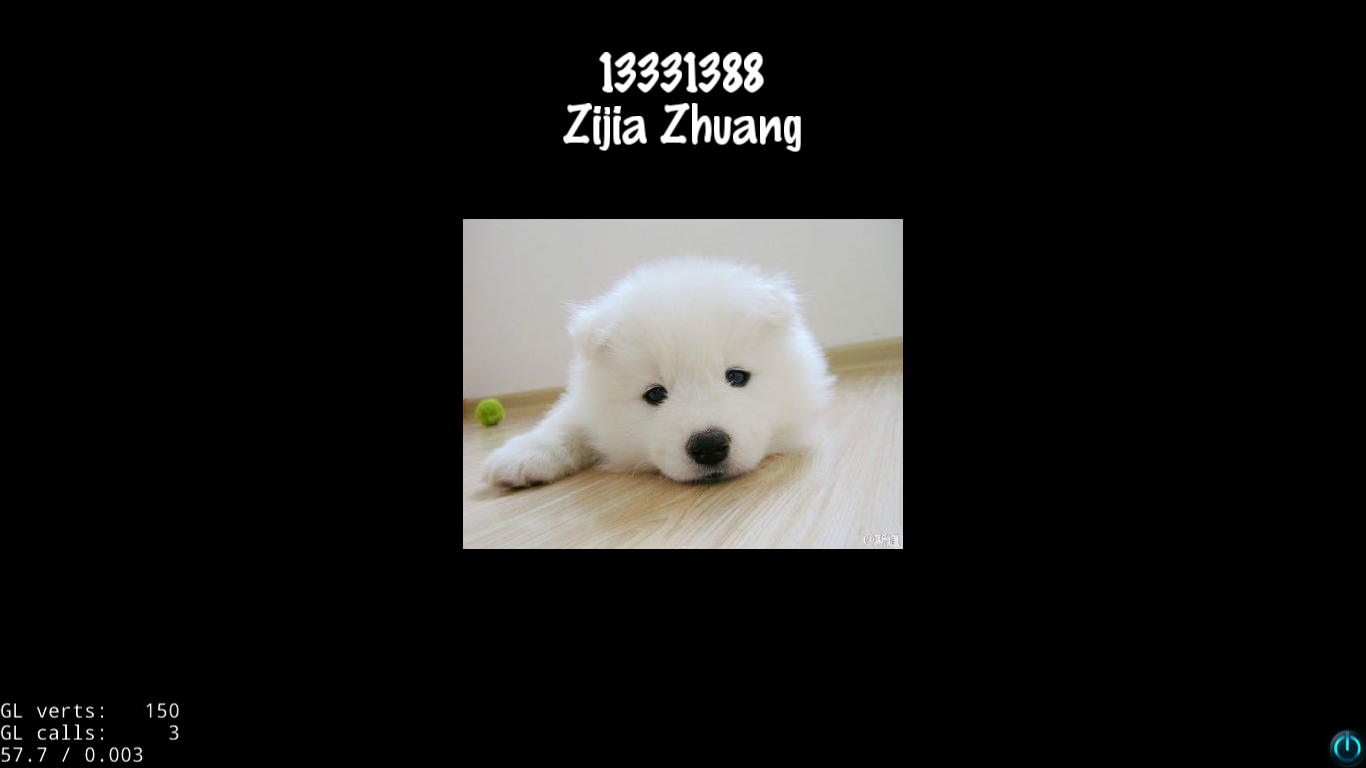 13331388
Zijia Zhuang
GL verts: 150
GL calls: 3
57.7 / 0.003